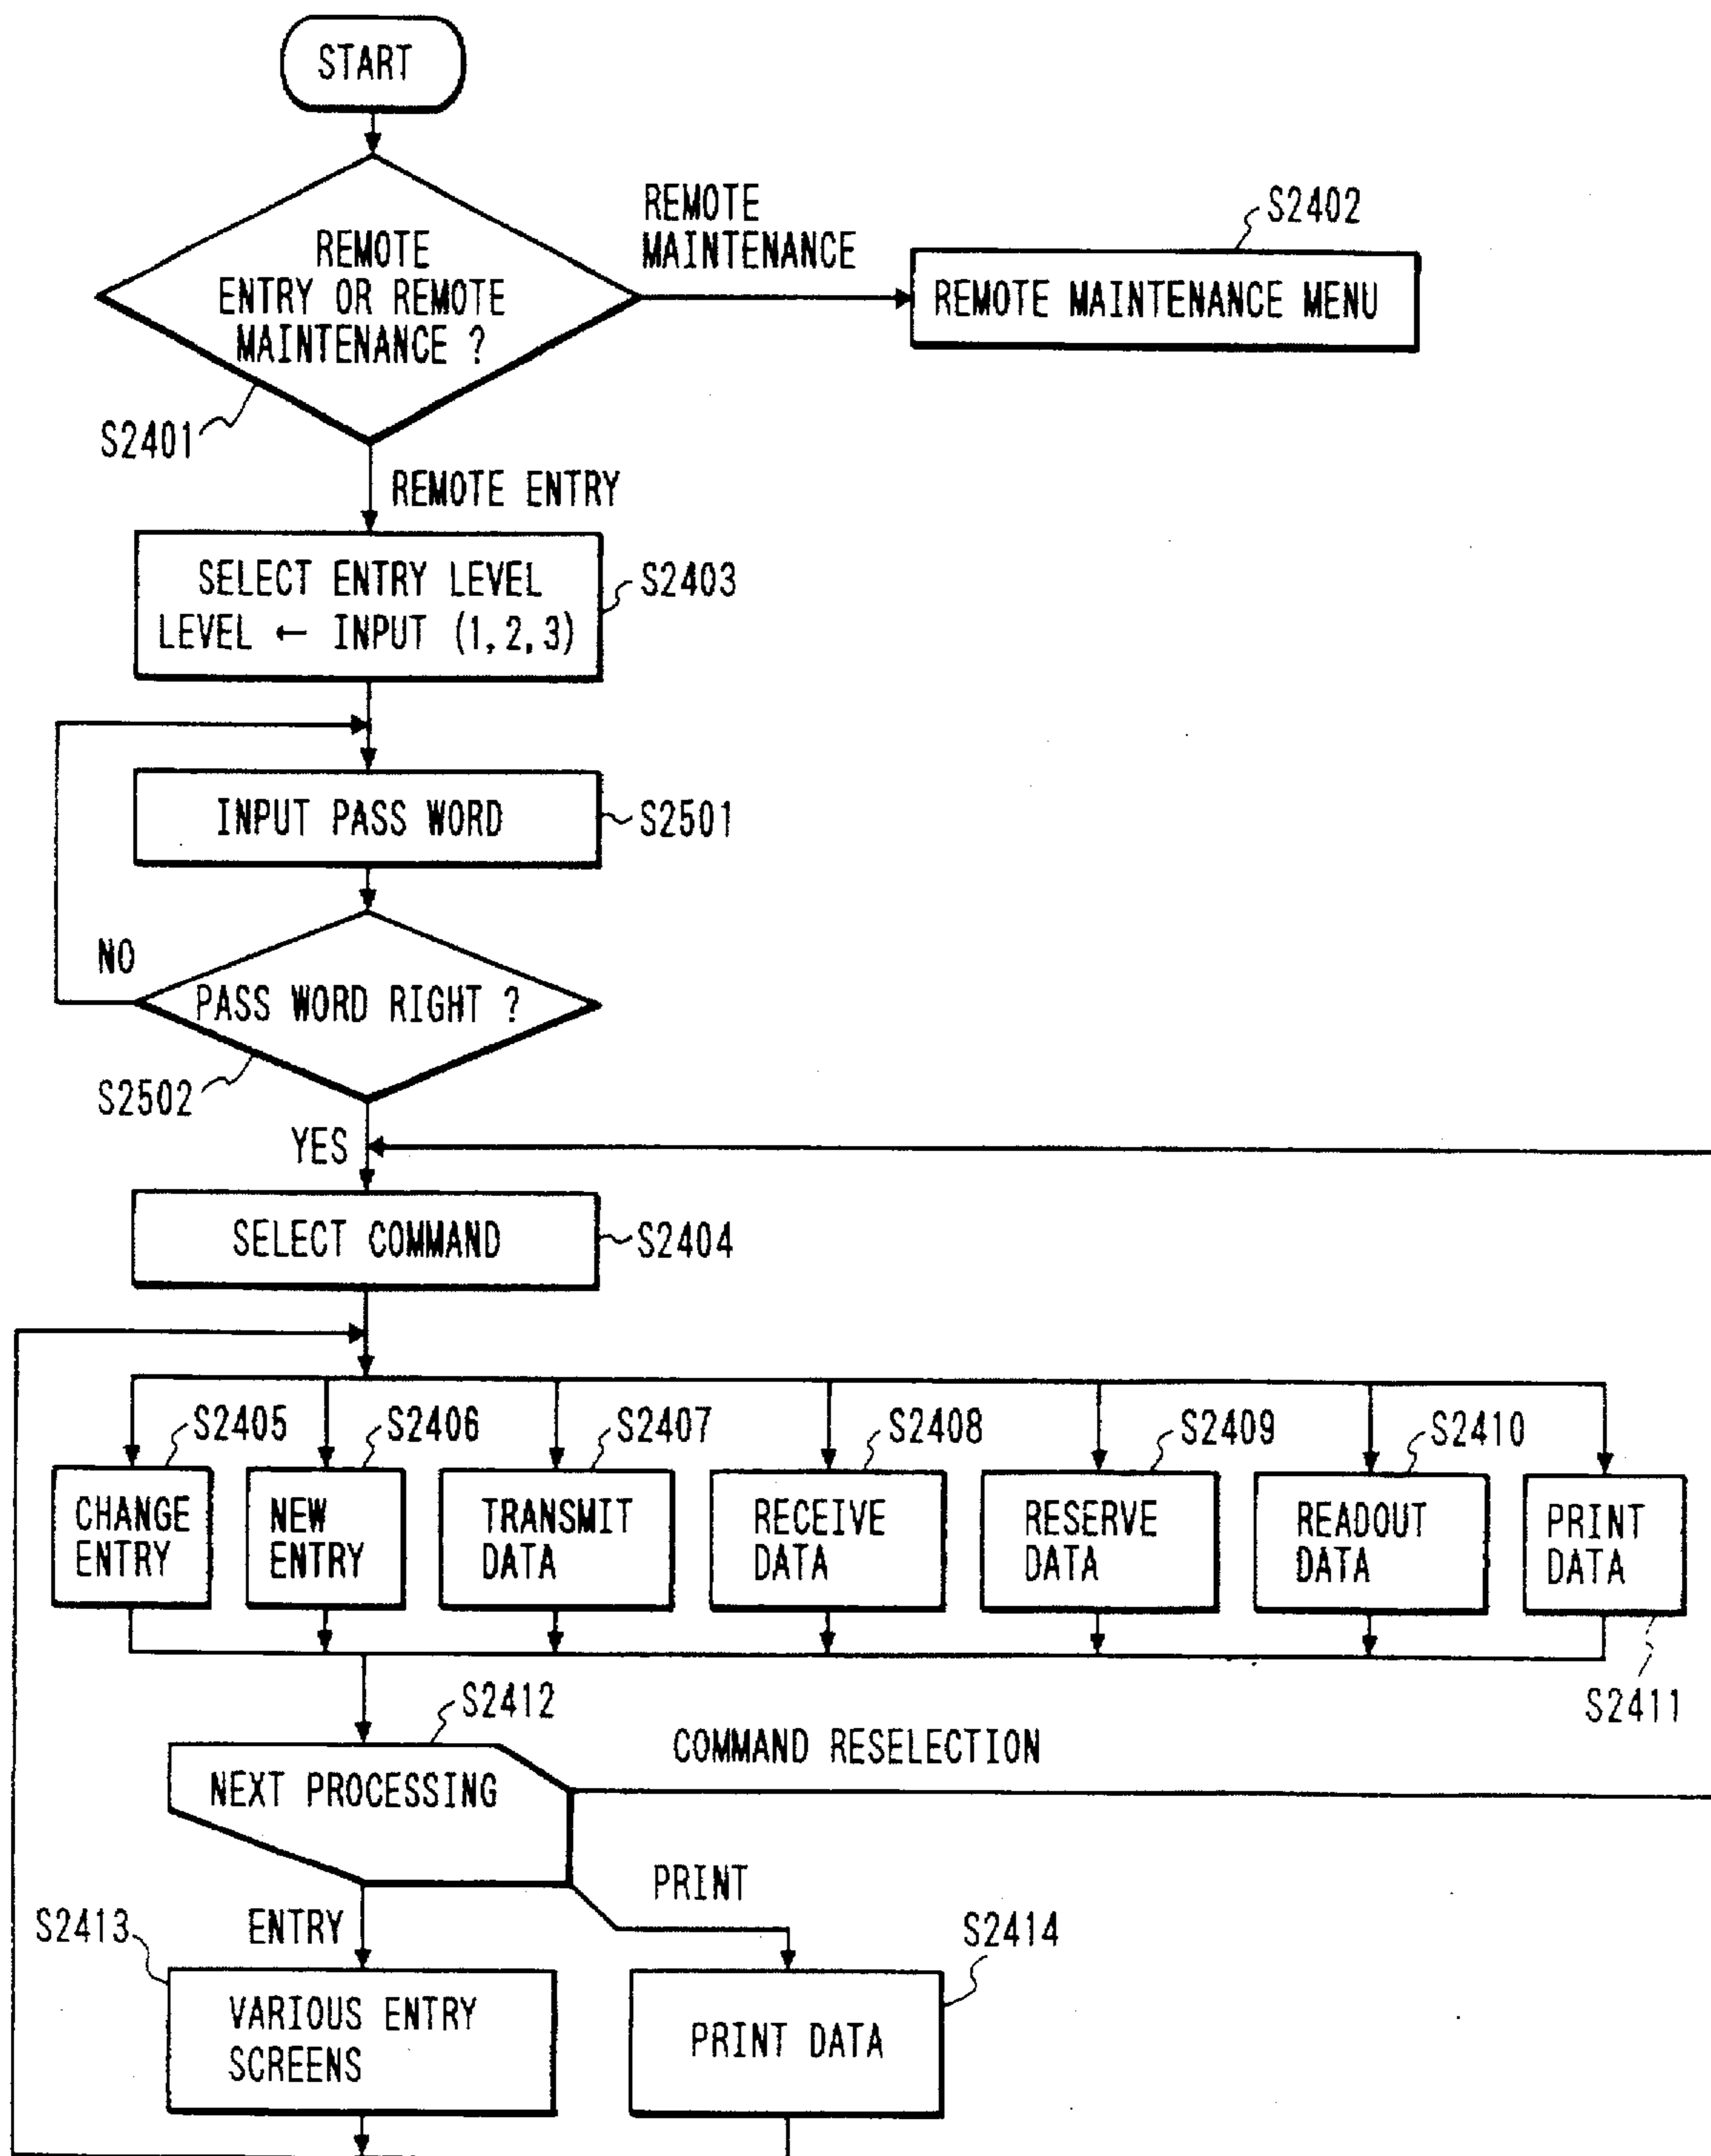 START
REMOTE
ENTRY OR REMOTE
MAINTENANCE ?
S2401
REMOTE
MAINTENANCE
S2402
REMOTE MAINTENANCE MENU
REMOTE ENTRY
SELECT ENTRY LEVEL
LEVEL ← INPUT (1,2,3)
S2403
INPUT PASS WORD
S2501
NO
PASS WORD RIGHT ?
S2502
YES
SELECT COMMAND
S2404
S2405
CHANGE
ENTRY
S2406
NEW
ENTRY
S2407
TRANSMIT
DATA
S2408
RECEIVE
DATA
S2409
RESERVE
DATA
S2410
READOUT
DATA
PRINT
DATA
S2411
S2412
NEXT PROCESSING
COMMAND RESELECTION
PRINT
ENTRY
S2413
VARIOUS ENTRY
SCREENS
S2414
PRINT DATA